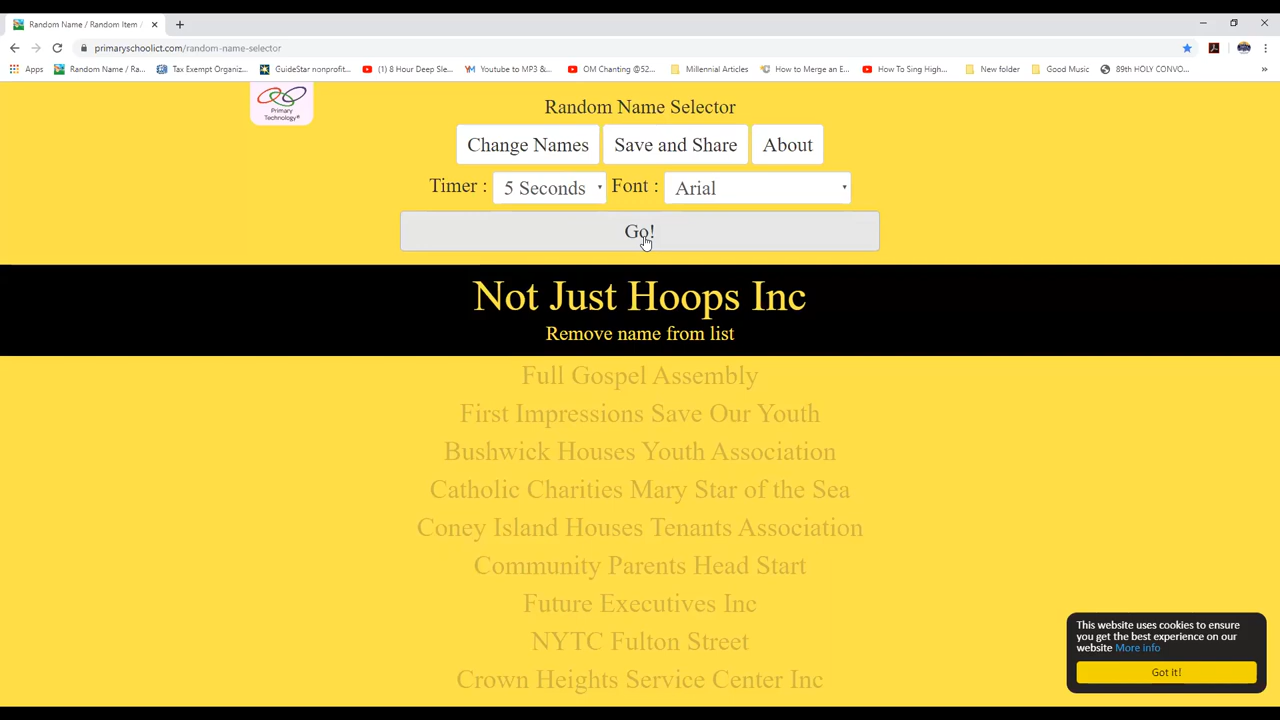 Random Name / Random Item /
primaryschoolict.com/random-name-selector
Apps
Random Name / Ra...
Tax Exempt Organiz...
GuideStar nonprofit...
(1) 8 Hour Deep Sle...
Youtube to MP3 &...
OM Chanting @52...
Millennial Articles
How to Merge an E...
How To Sing High...
New folder
Good Music
89th HOLY CONVO...
»
Primary
Technology®
Random Name Selector
Change Names
Save and Share
About
Timer : 5 Seconds Font : Arial
Go!
Not Just Hoops Inc
Remove name from list
Full Gospel Assembly
First Impressions Save Our Youth
Bushwick Houses Youth Association
Catholic Charities Mary Star of the Sea
Coney Island Houses Tenants Association
Community Parents Head Start
Future Executives Inc
NYTC Fulton Street
Crown Heights Service Center Inc
This website uses cookies to ensure
you get the best experience on our
website More info
Got it!